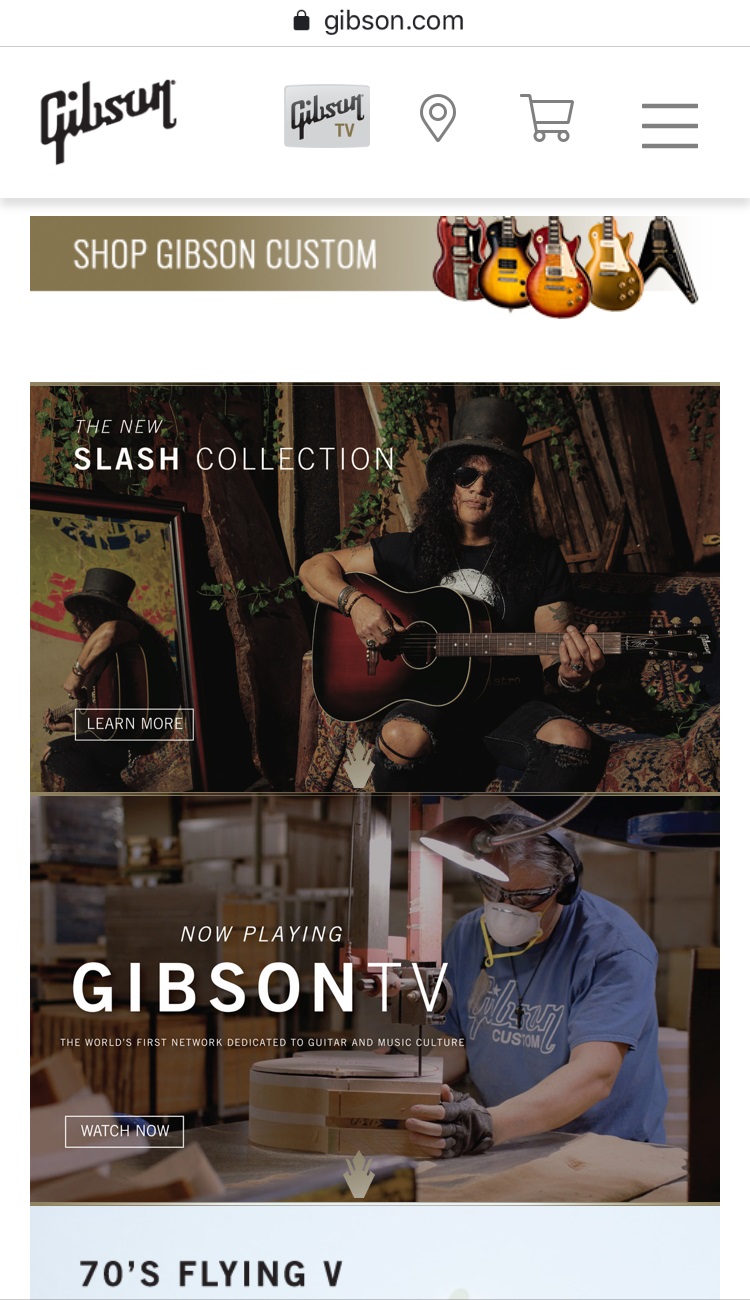 gibson.com
Gibson
Gibson
TV
SHOP GIBSON CUSTOM
THE NEW
SLASH COLLECTION
Gibson
LEARN MORE
NOW PLAYING
GIBSONTV
Gibson
CUSTOM
THE WORLD'S FIRST NETWORK DEDICATED TO GUITAR AND MUSIC CULTURE
WATCH NOW
70'S FLYING V